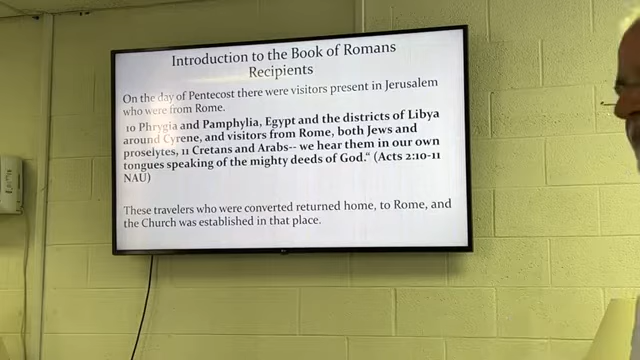 Introduction to the Book of Romans
Recipients
On the day of Pentecost there were visitors present in Jerusalem
who were from Rome.
10 Phrygia and Pamphylia, Egypt and the districts of Libya
around Cyrene, and visitors from Rome, both Jews and
proselytes, 11 Cretans and Arabs-- we hear them in our own
tongues speaking of the mighty deeds of God.“ (Acts 2:10-11
NAU)
These travelers who were converted returned home, to Rome, and
the Church was established in that place.